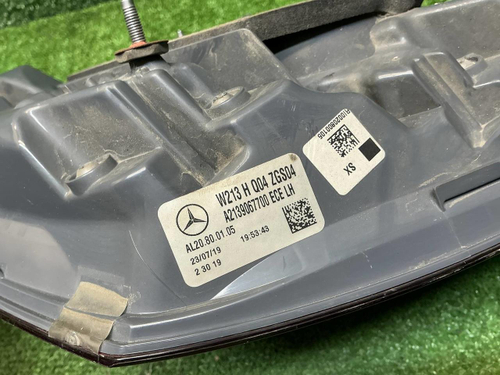 W213 H Q04 ZGS04
A2139067700 ECE LH
AL20.80.01.05
23/07/19 19:53:43
2 30 19
XS